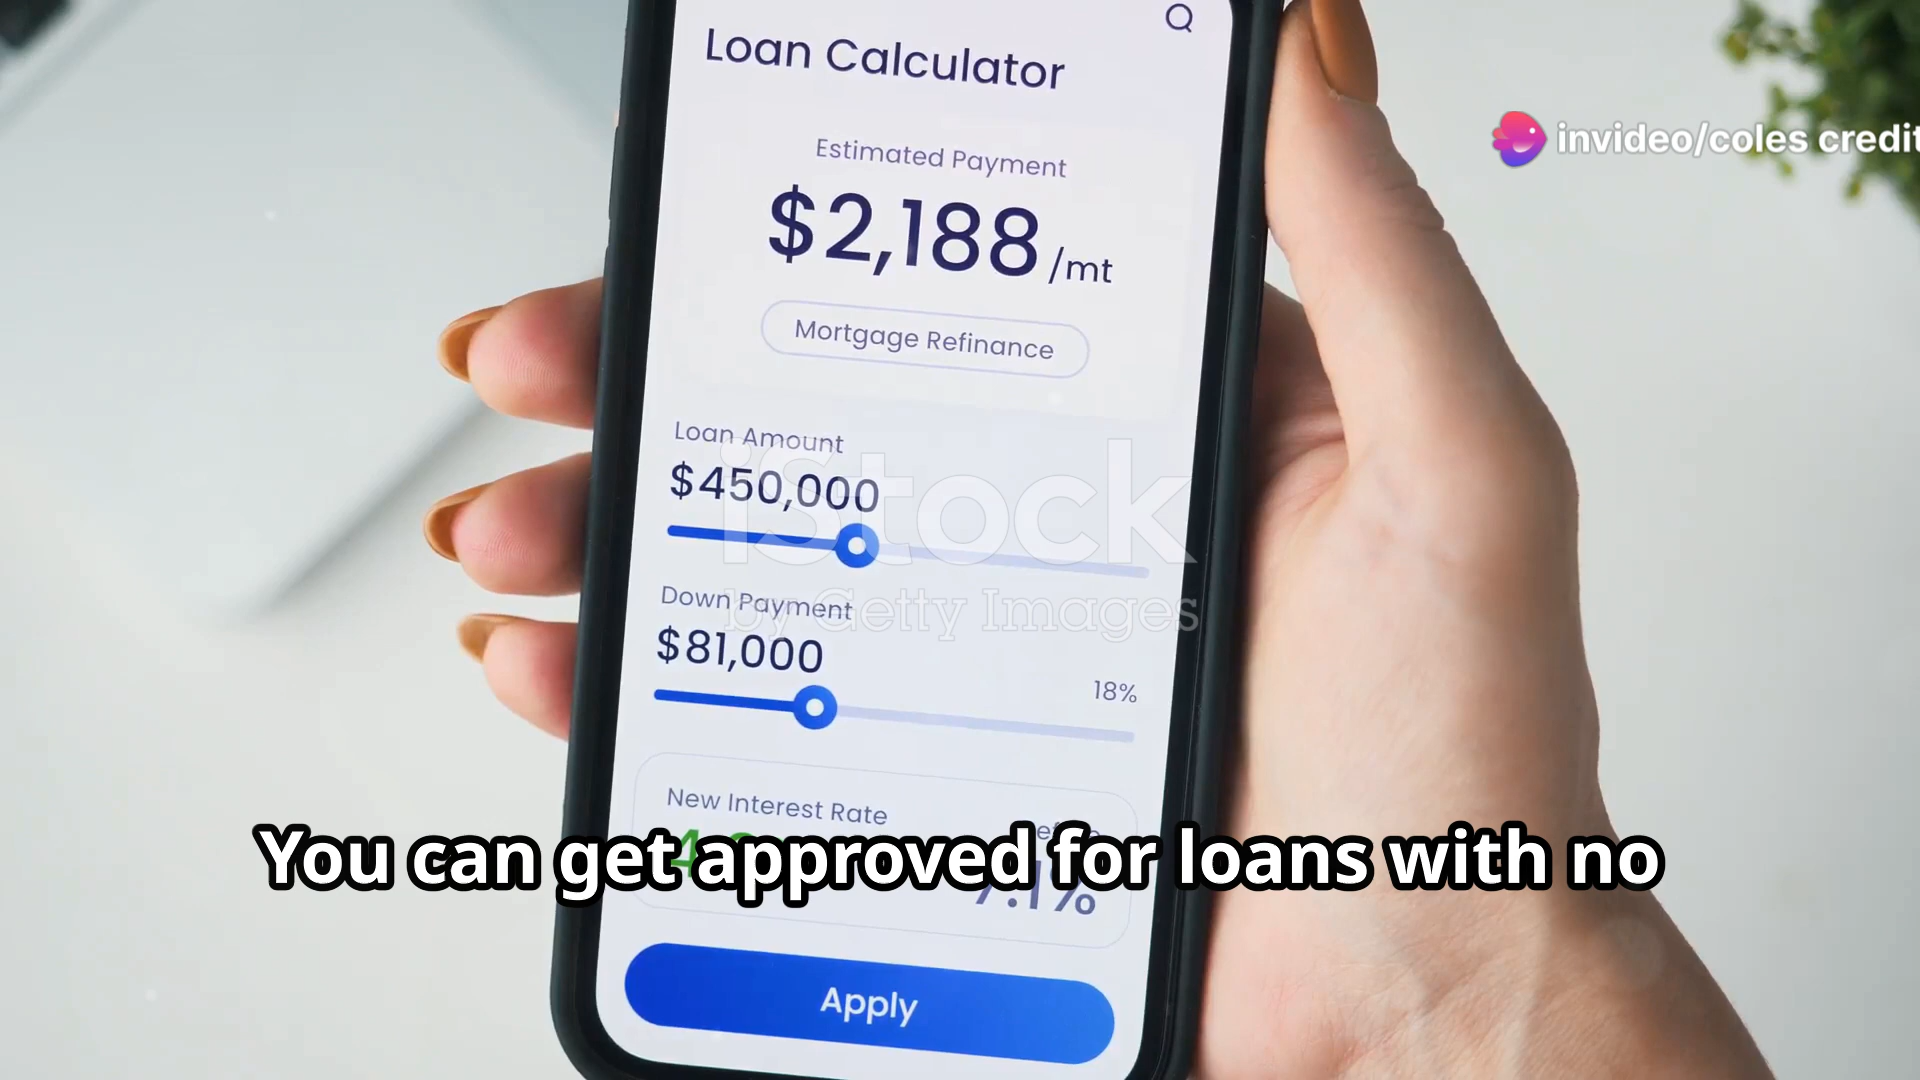 Loan Calculator
invideo/coles credit
Estimated Payment
$2,188 /mt
Mortgage Refinance
Loan Amount
$450,000
iStock
Down Payment
by Getty Images
$81,000
18%
New Interest Rate
You can get approved for loans with no
Apply